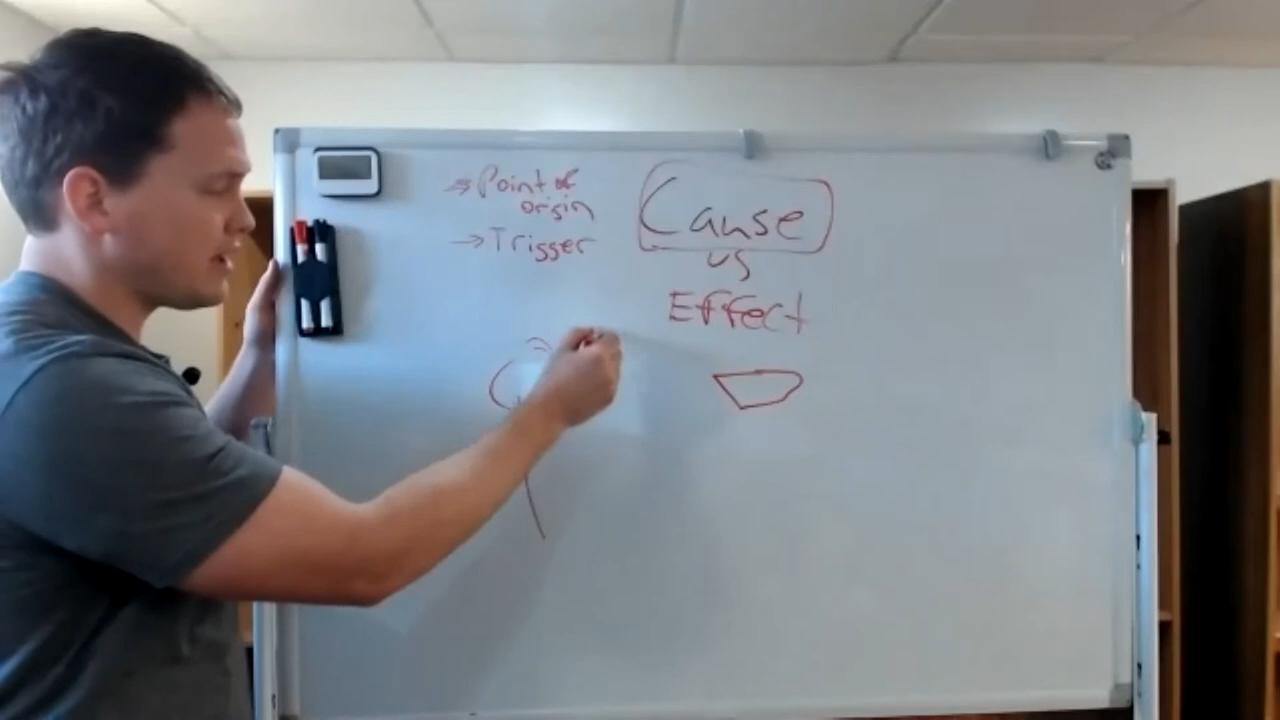 → Point of
origin
→ Trigger
Cause
vs
Effect